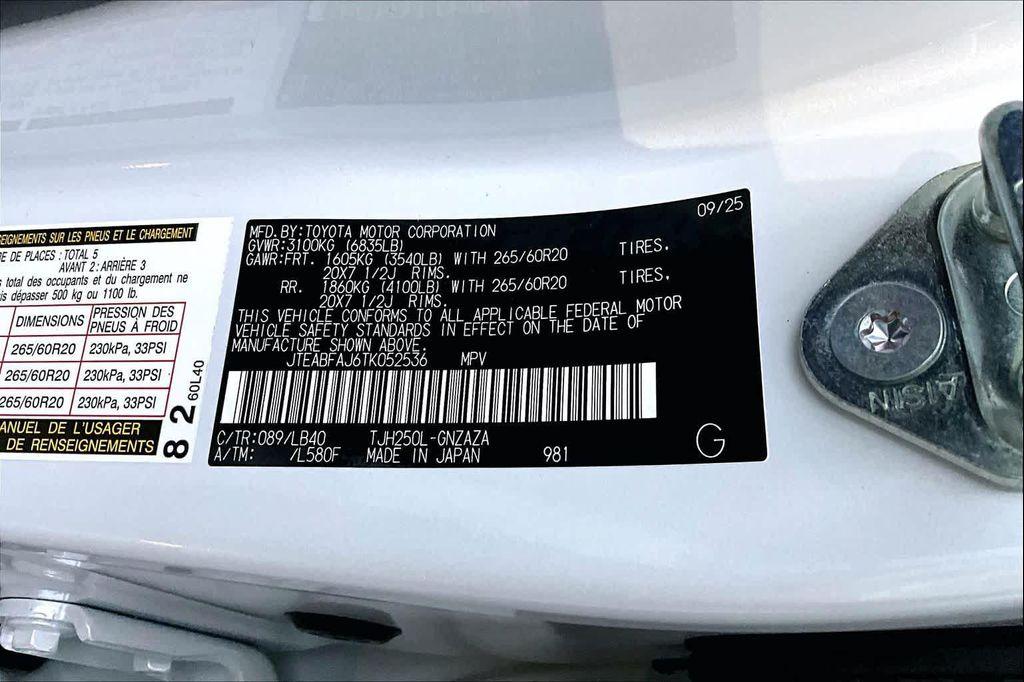 SEIGNEMENTS SUR LES PNEUS ET LE CHARGEMENT
RE DE PLACES : TOTAL 5
AVANT 2 : ARRIÈRE 3
s total des occupants et du chargement ne
is dépasser 500 kg ou 1100 lb.
DIMENSIONS PRESSION DES PNEUS À FROID
265/60R20 230kPa, 33PSI
265/60R20 230kPa, 33PSI
265/60R20 230kPa, 33PSI
MANUEL DE L'USAGER
DE RENSEIGNEMENTS
82 60L40
09/25
MFD.BY:TOYOTA MOTOR CORPORATION
GVWR:3100KG (6835LB)
GAWR:FRT. 1605KG (3540LB) WITH 265/60R20 TIRES,
20X7 1/2J RIMS.
RR. 1860KG (4100LB) WITH 265/60R20 TIRES,
20X7 1/2J RIMS.
THIS VEHICLE CONFORMS TO ALL APPLICABLE FEDERAL MOTOR
VEHICLE SAFETY STANDARDS IN EFFECT ON THE DATE OF
MANUFACTURE SHOWN ABOVE.
JTEABFAJ6TK052536 MPV
C/TR:089/LB40 TJH250L-GNZAZA
A/TM: /L580F MADE IN JAPAN 981
G
AISIN